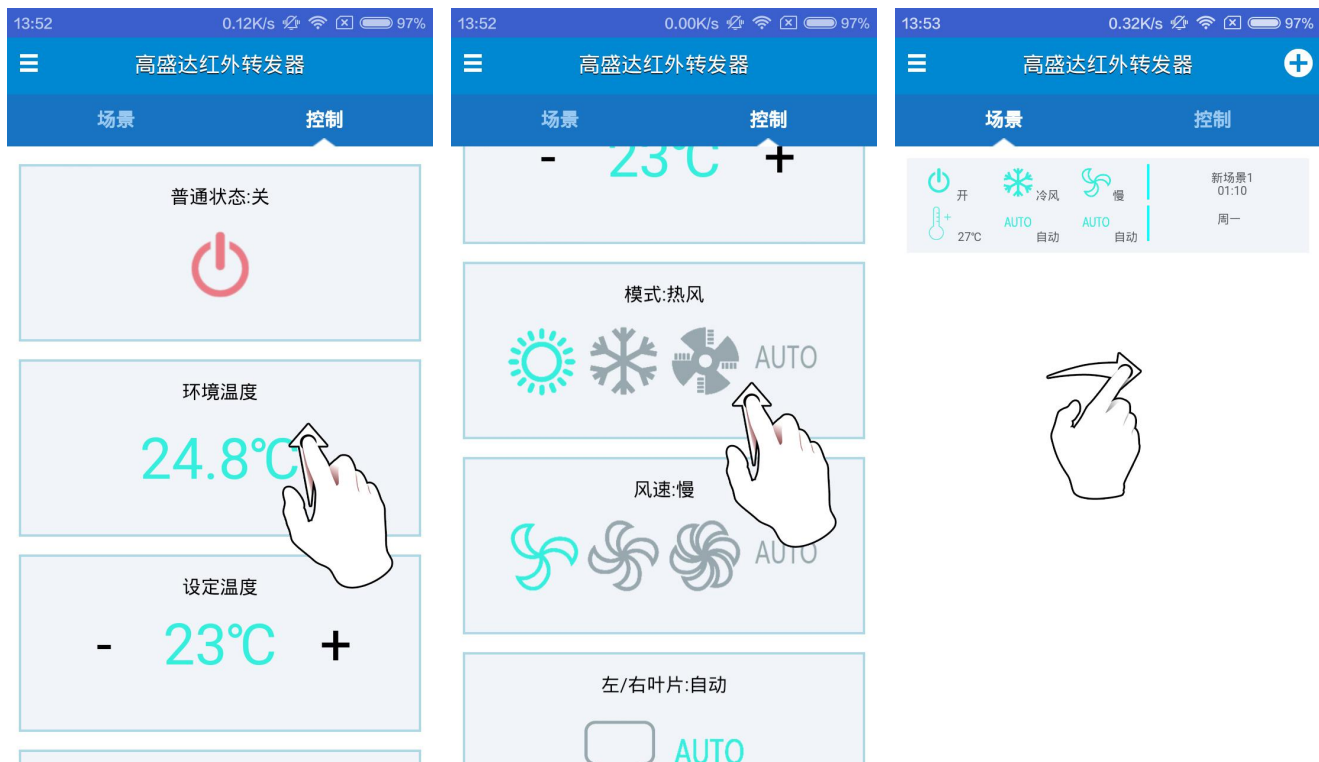 13:52 0.12K/s 97%
高盛达红外转发器
场景 控制
普通状态:关
环境温度
24.8℃
设定温度
- 23℃ +
13:52 0.00K/s 97%
高盛达红外转发器
场景 控制
- 23℃ +
模式:热风
AUTO
风速:慢
AUTO
左/右叶片:自动
AUTO
13:53 0.32K/s 97%
高盛达红外转发器
场景 控制
开 冷风 慢 新场景1
01:10
27℃ AUTO 自动 AUTO 自动 周一